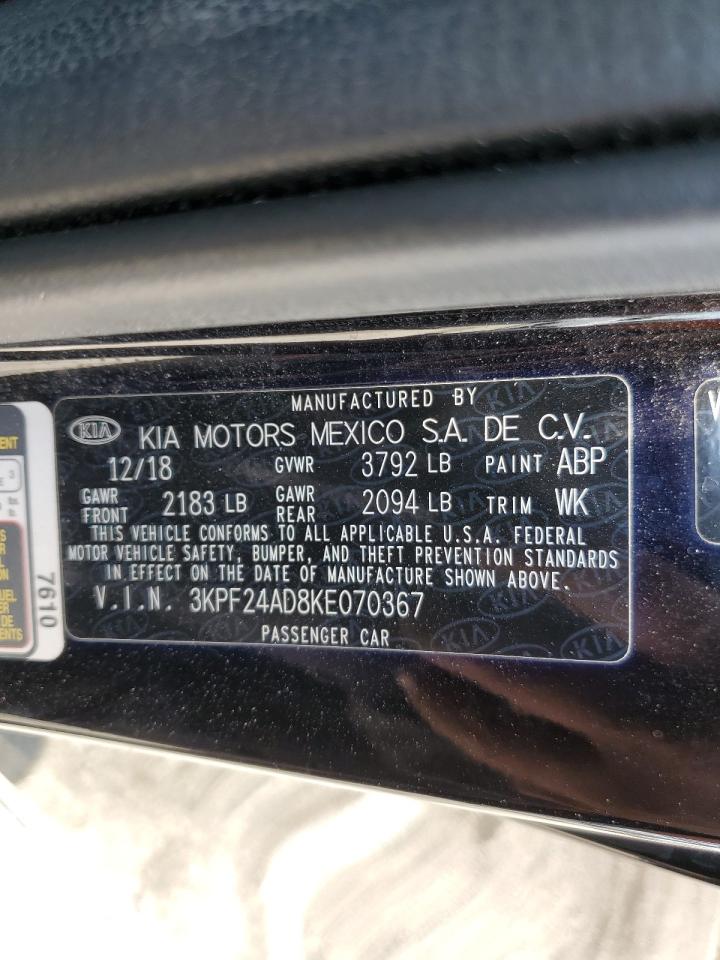 MANUFACTURED BY
KIA KIA MOTORS MEXICO S.A. DE C.V.
12/18 GVWR 3792 LB PAINT ABP
GAWR FRONT 2183 LB GAWR REAR 2094 LB TRIM WK
THIS VEHICLE CONFORMS TO ALL APPLICABLE U.S.A. FEDERAL
MOTOR VEHICLE SAFETY, BUMPER, AND THEFT PREVENTION STANDARDS
IN EFFECT ON THE DATE OF MANUFACTURE SHOWN ABOVE.
V.I.N. 3KPF24AD8KE070367
PASSENGER CAR
7610